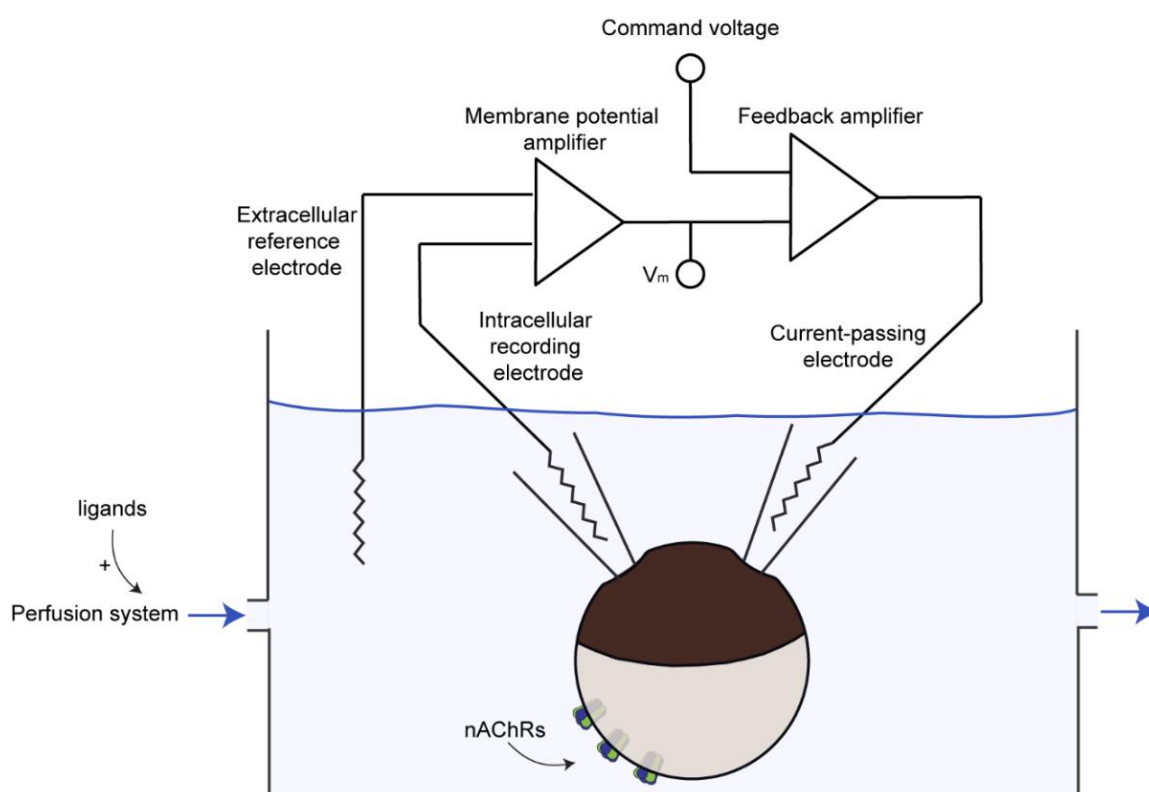 Command voltage
Membrane potential
amplifier
Feedback amplifier
Extracellular
reference
electrode
Vm
Intracellular
recording
electrode
Current-passing
electrode
ligands
+
Perfusion system
nAChRs